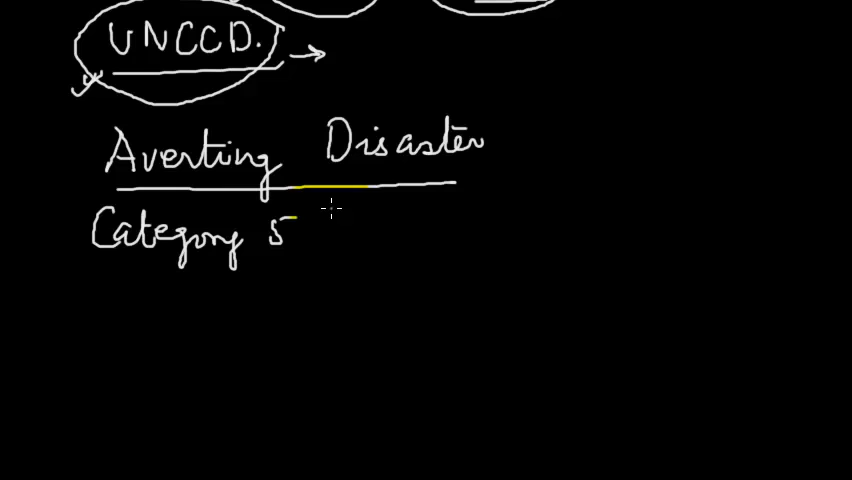 UNCCD. →
Averting Disaster
Category 5